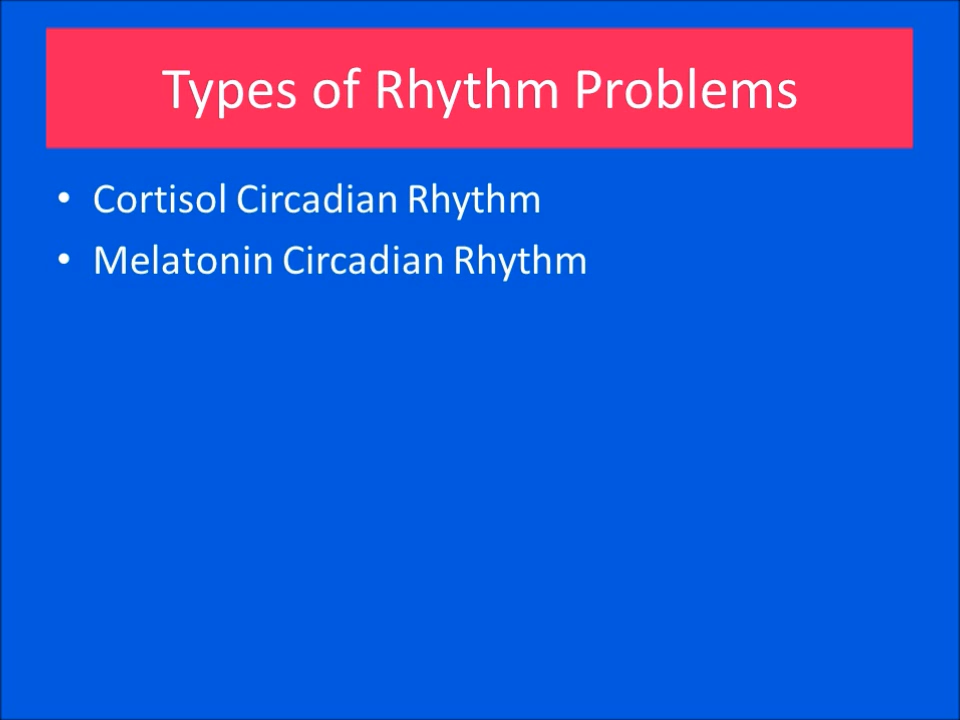 Types of Rhythm Problems
• Cortisol Circadian Rhythm
• Melatonin Circadian Rhythm